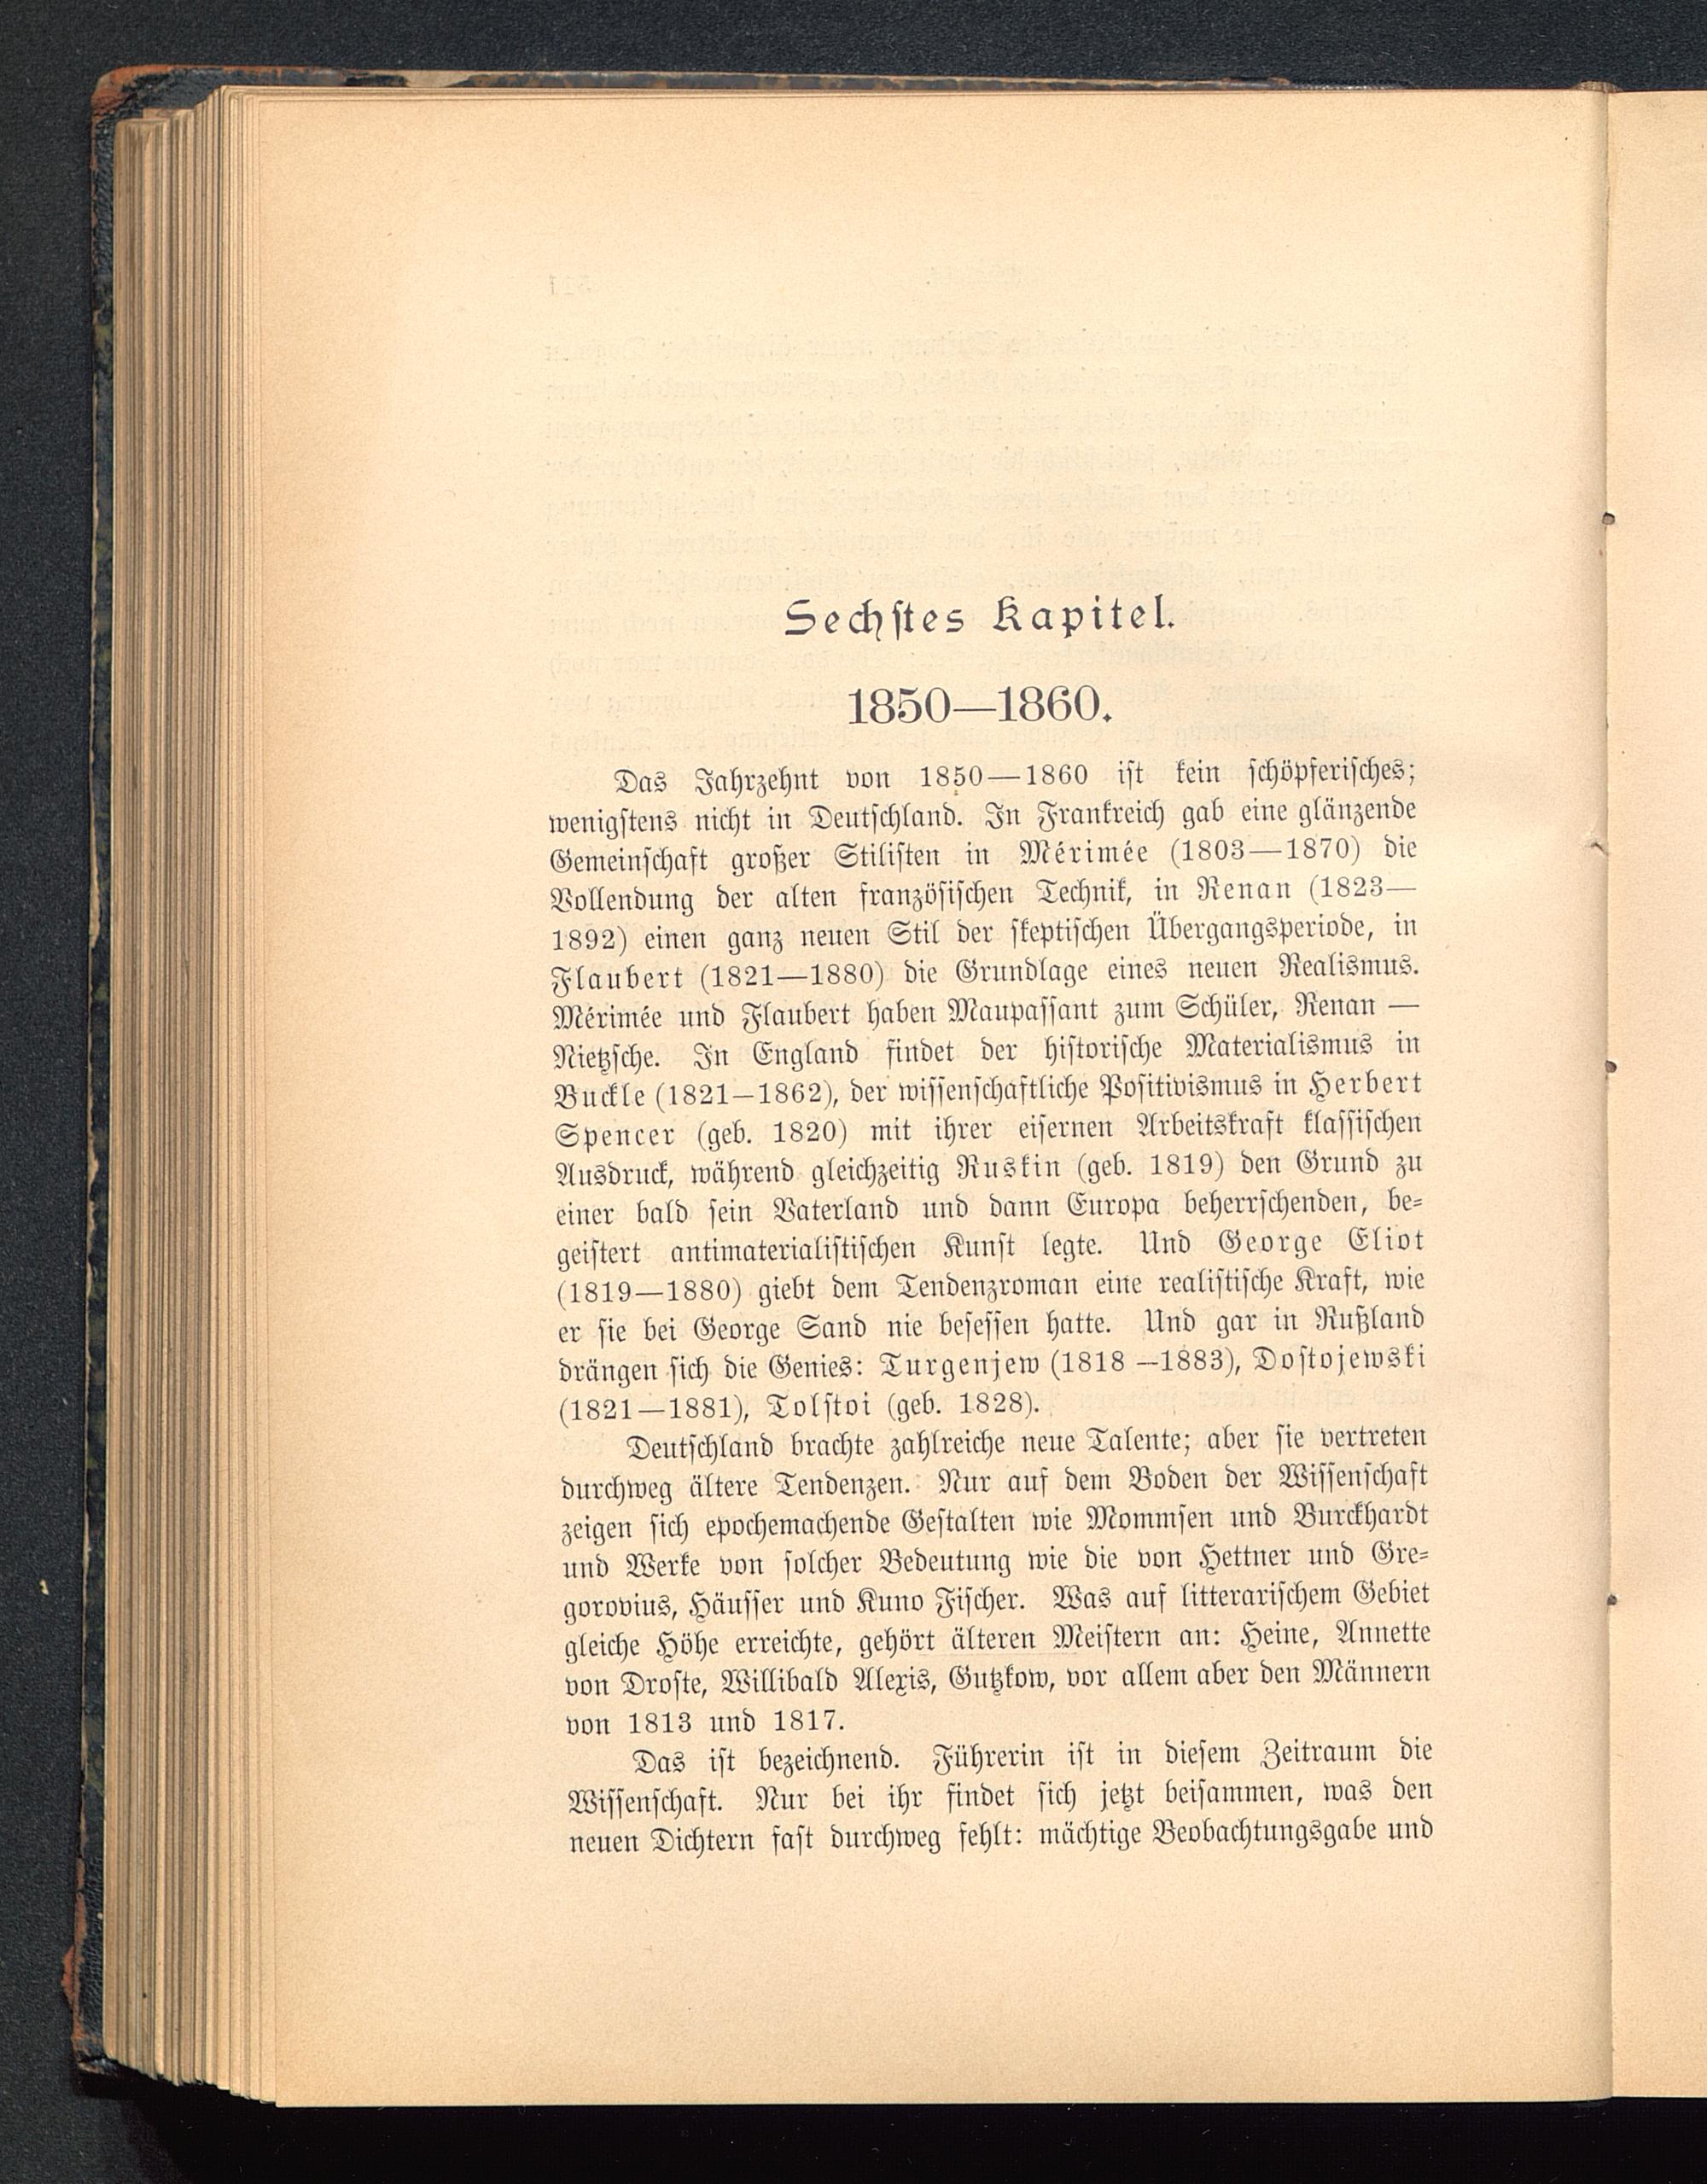 Sechstes Kapitel.
1850—1860.
Das Jahrzehnt von 1850—1860 ist kein schöpferisches;
wenigstens nicht in Deutschland. In Frankreich gab eine glänzende
Gemeinschaft großer Stilisten in Mérimée (1803—1870) die
Vollendung der alten französischen Technik, in Renan (1823—
1892) einen ganz neuen Stil der skeptischen Übergangsperiode, in
Flaubert (1821—1880) die Grundlage eines neuen Realismus.
Mérimée und Flaubert haben Maupassant zum Schüler, Renan —
Nietzsche. In England findet der historische Materialismus in
Buckle (1821—1862), der wissenschaftliche Positivismus in Herbert
Spencer (geb. 1820) mit ihrer eisernen Arbeitskraft klassischen
Ausdruck, während gleichzeitig Ruskin (geb. 1819) den Grund zu
einer bald sein Vaterland und dann Europa beherrschenden, be-
geistert antimaterialistischen Kunst legte. Und George Eliot
(1819—1880) giebt dem Tendenzroman eine realistische Kraft, wie
er sie bei George Sand nie besessen hatte. Und gar in Rußland
drängen sich die Genies: Turgenjew (1818—1883), Dostojewski
(1821—1881), Tolstoi (geb. 1828).
Deutschland brachte zahlreiche neue Talente; aber sie vertreten
durchweg ältere Tendenzen. Nur auf dem Boden der Wissenschaft
zeigen sich epochemachende Gestalten wie Mommsen und Burckhardt
und Werke von solcher Bedeutung wie die von Hettner und Gre-
gorovius, Häusser und Kuno Fischer. Was auf litterarischem Gebiet
gleiche Höhe erreichte, gehört älteren Meistern an: Heine, Annette
von Droste, Willibald Alexis, Gutzkow, vor allem aber den Männern
von 1813 und 1817.
Das ist bezeichnend. Führerin ist in diesem Zeitraum die
Wissenschaft. Nur bei ihr findet sich jetzt beisammen, was den
neuen Dichtern fast durchweg fehlt: mächtige Beobachtungsgabe und